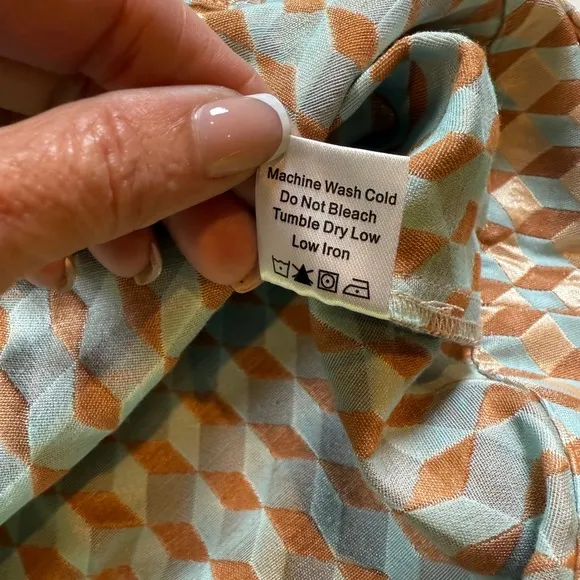 Machine Wash Cold
Do Not Bleach
Tumble Dry Low
Low Iron